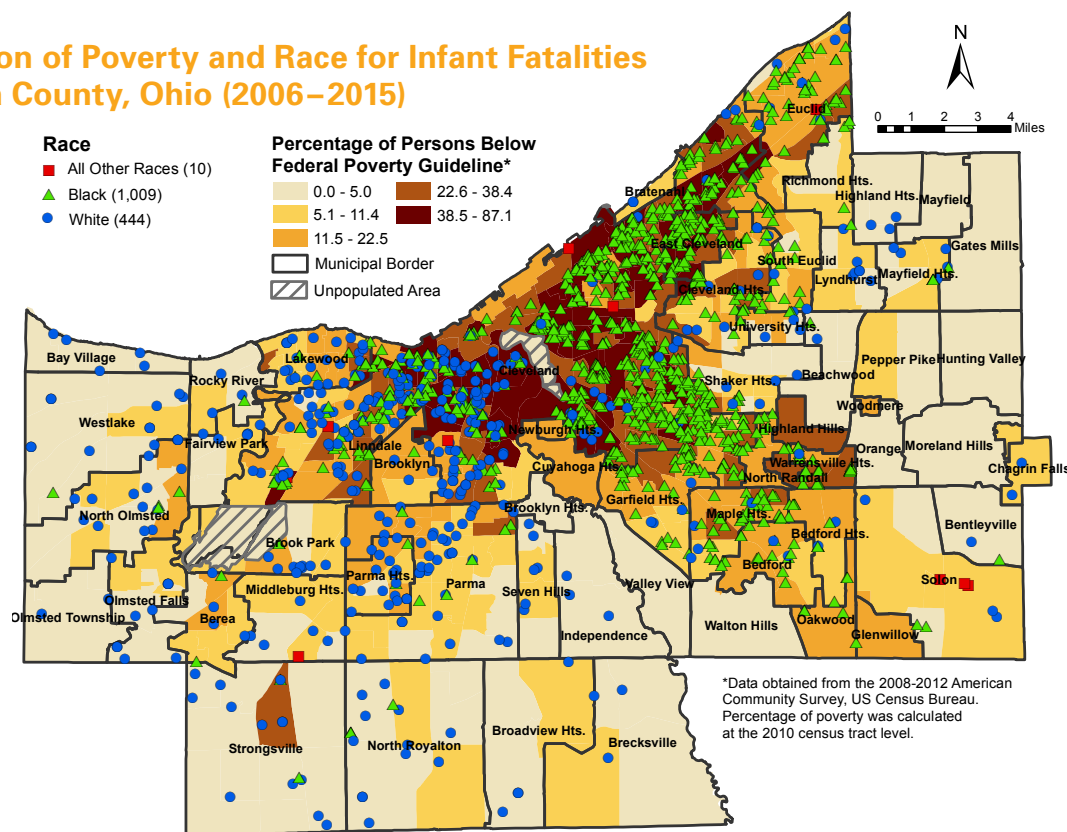 on of Poverty and Race for Infant Fatalities
County, Ohio (2006–2015)
Race
All Other Races (10)
Black (1,009)
White (444)
Percentage of Persons Below
Federal Poverty Guideline*
0.0 - 5.0
22.6 - 38.4
5.1 - 11.4
38.5 - 87.1
11.5 - 22.5
Municipal Border
Unpopulated Area
N
0 1 2 3 4
Miles
Euclid
Richmond Hts.
Bratenahl
Highland Hts.
Mayfield
East Cleveland
Gates Mills
South Euclid
Lyndhurst
Mayfield Hts.
Cleveland Hts.
University Hts.
Bay Village
Lakewood
Pepper Pike
Hunting Valley
Cleveland
Beachwood
Rocky River
Shaker Hts.
Woodmere
Westlake
Highland Hills
Newburgh Hts.
Fairview Park
Linndale
Orange
Moreland Hills
Brooklyn
Cuyahoga Hts.
Warrensville Hts.
Chagrin Falls
North Randall
Garfield Hts.
Brooklyn Hts.
North Olmsted
Maple Hts.
Bentleyville
Bedford Hts.
Brook Park
Bedford
Parma Hts.
Parma
Valley View
Solon
Middleburg Hts.
Seven Hills
Olmsted Falls
Olmsted Township
Berea
Oakwood
Walton Hills
Independence
Glenwillow
*Data obtained from the 2008-2012 American
Community Survey, US Census Bureau.
Percentage of poverty was calculated
at the 2010 census tract level.
Broadview Hts.
Brecksville
North Royalton
Strongsville